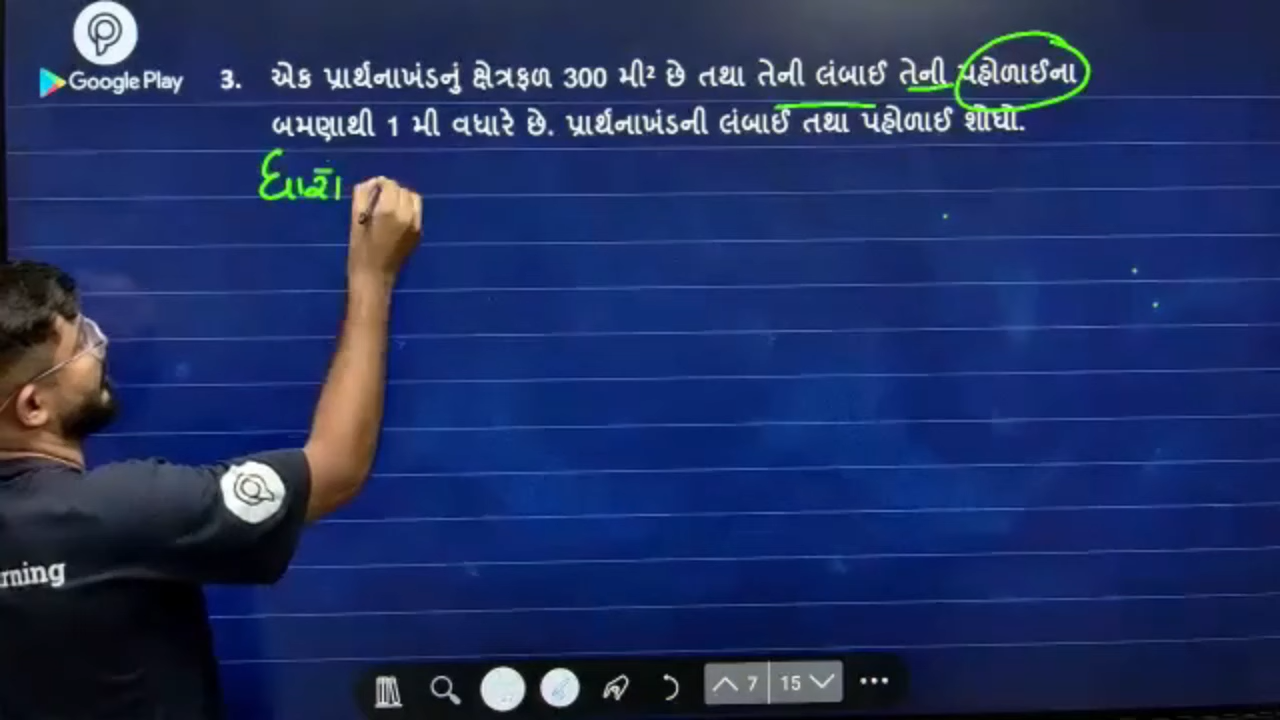 Google Play
3. એક પ્રાર્થનાખંડનું ક્ષેત્રફળ 300 મી² છે તથા તેની લંબાઈ તેની પહોળાઈના
બમણાથી 1 મી વધારે છે. પ્રાર્થનાખંડની લંબાઈ તથા પહોળાઈ શોધો.
ધારો
rning
7 15